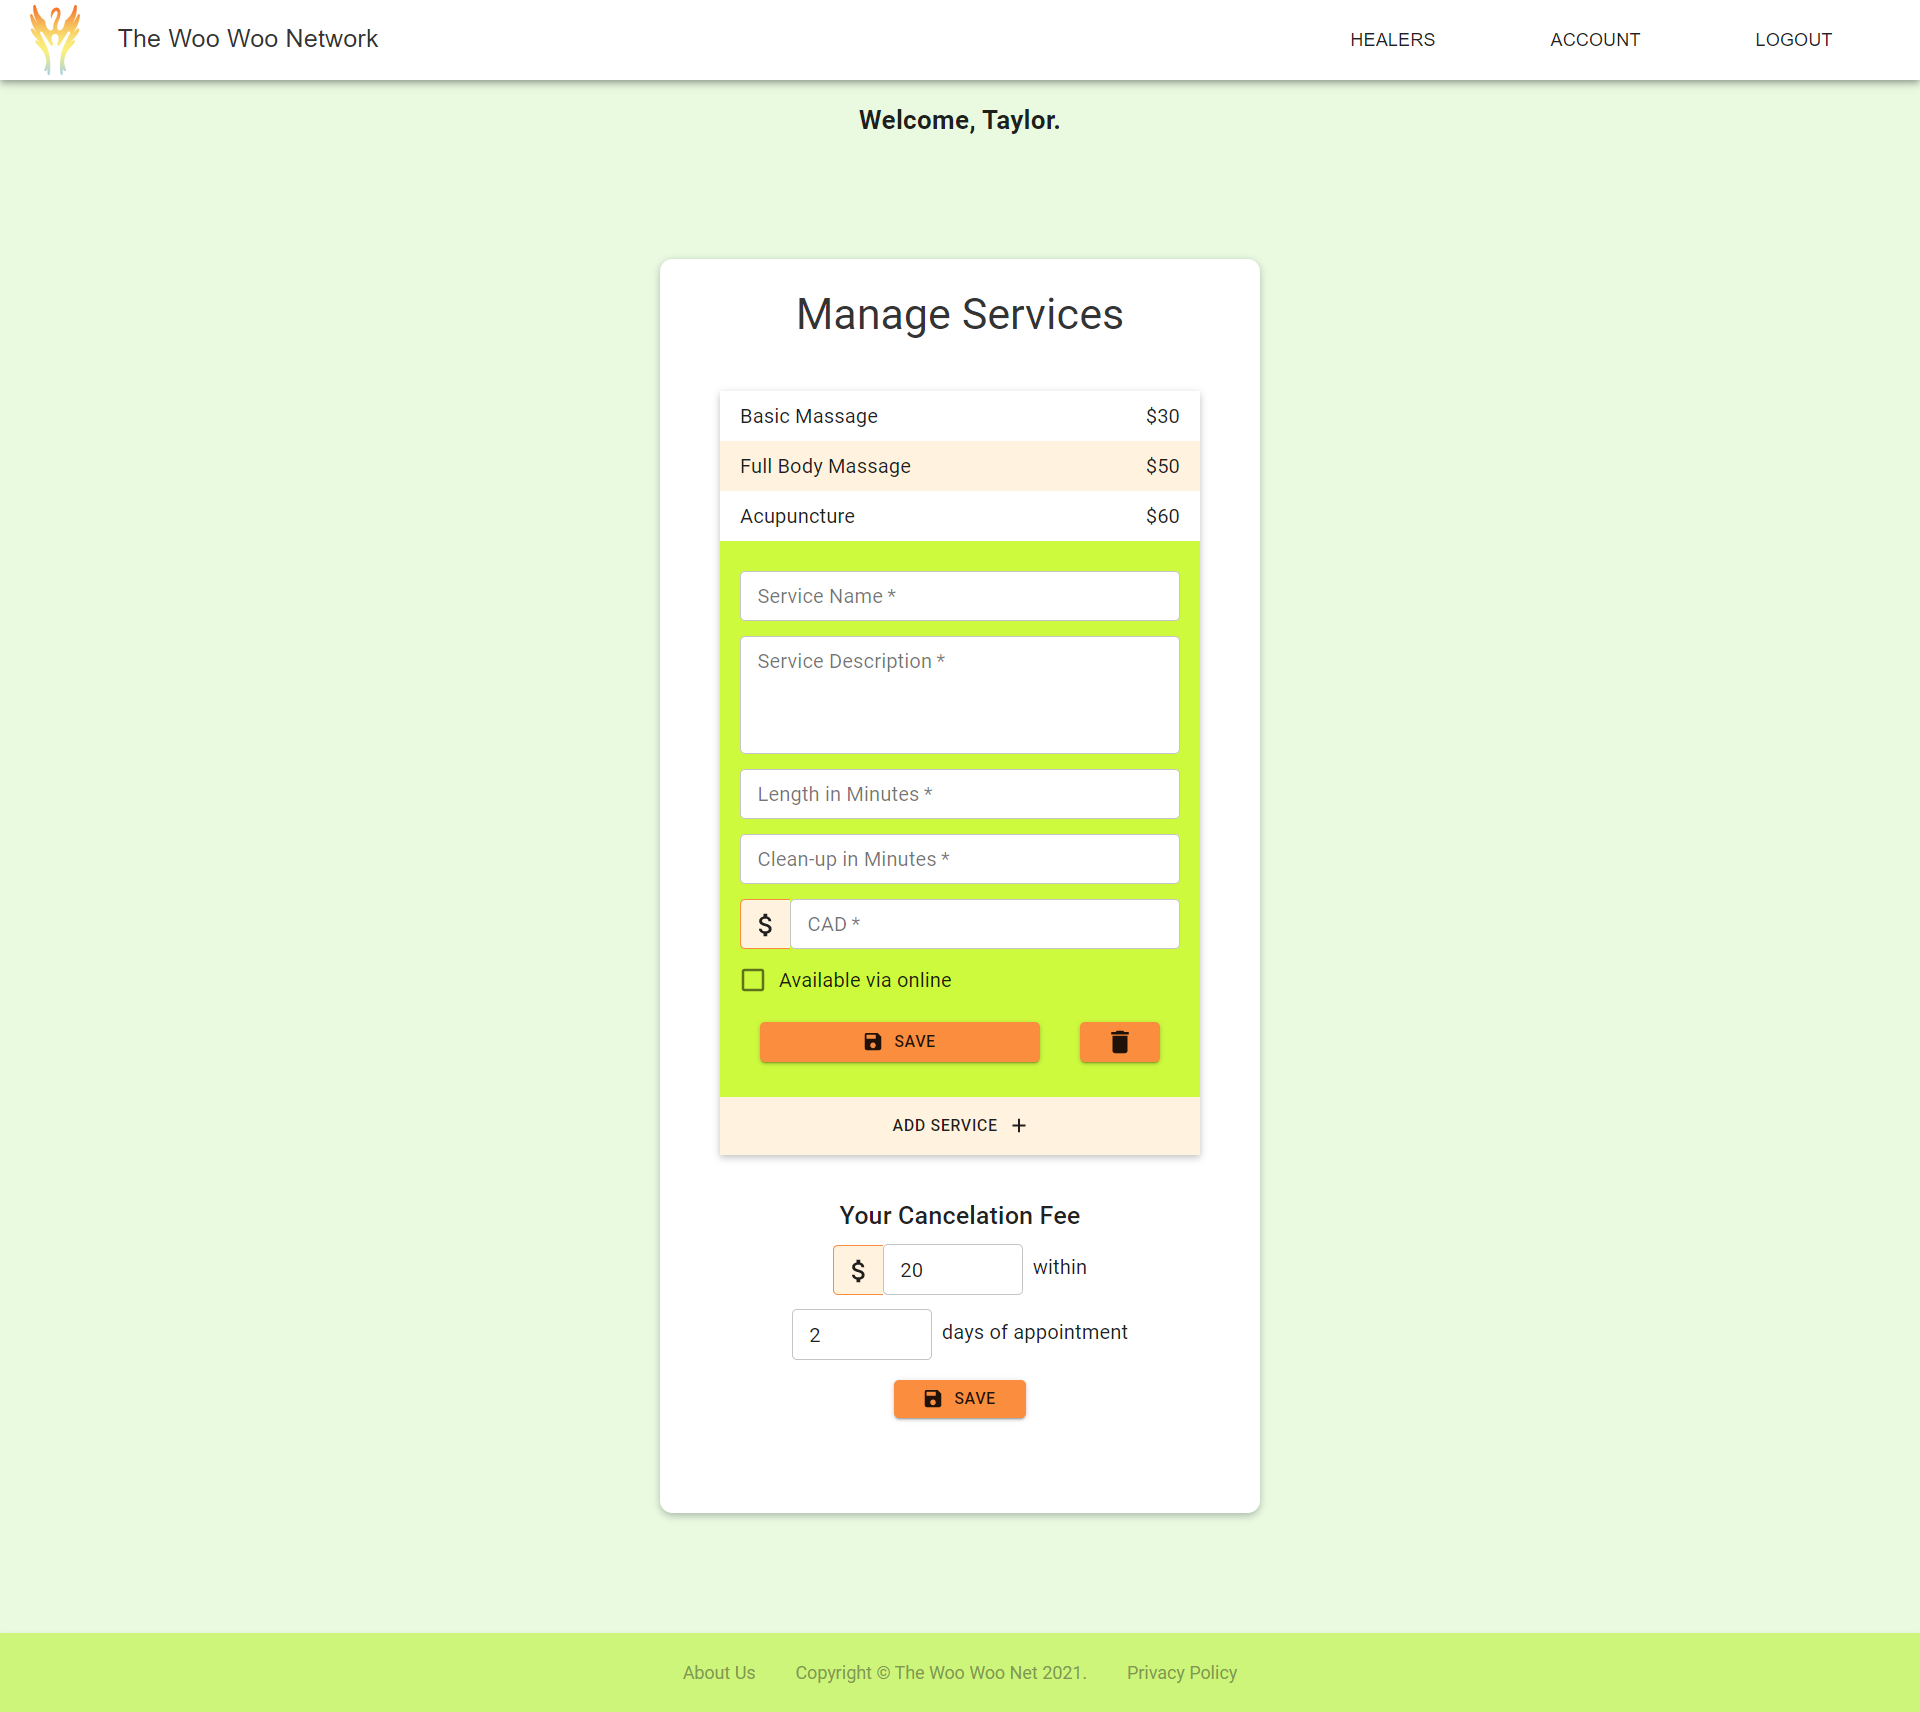 The Woo Woo Network
HEALERS
ACCOUNT
LOGOUT
Welcome, Taylor.
Manage Services
Basic Massage $30
Full Body Massage $50
Acupuncture $60
Service Name *
Service Description *
Length in Minutes *
Clean-up in Minutes *
$ CAD *
Available via online
SAVE
ADD SERVICE +
Your Cancelation Fee
$ 20 within
2 days of appointment
SAVE
About Us
Copyright © The Woo Woo Net 2021.
Privacy Policy